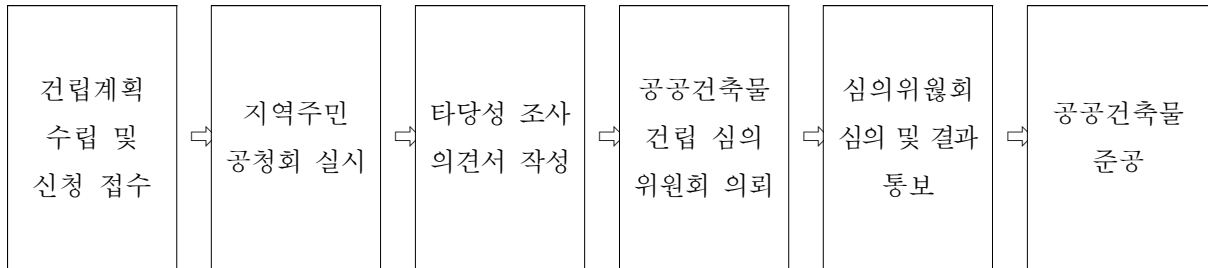 건립계획
수립 및
신청 접수
⇨
지역주민
공청회 실시
⇨
타당성 조사
의견서 작성
⇨
공공건축물
건립 심의
위원회 의뢰
⇨
심의위웒회
심의 및 결과
통보
⇨
공공건축물
준공